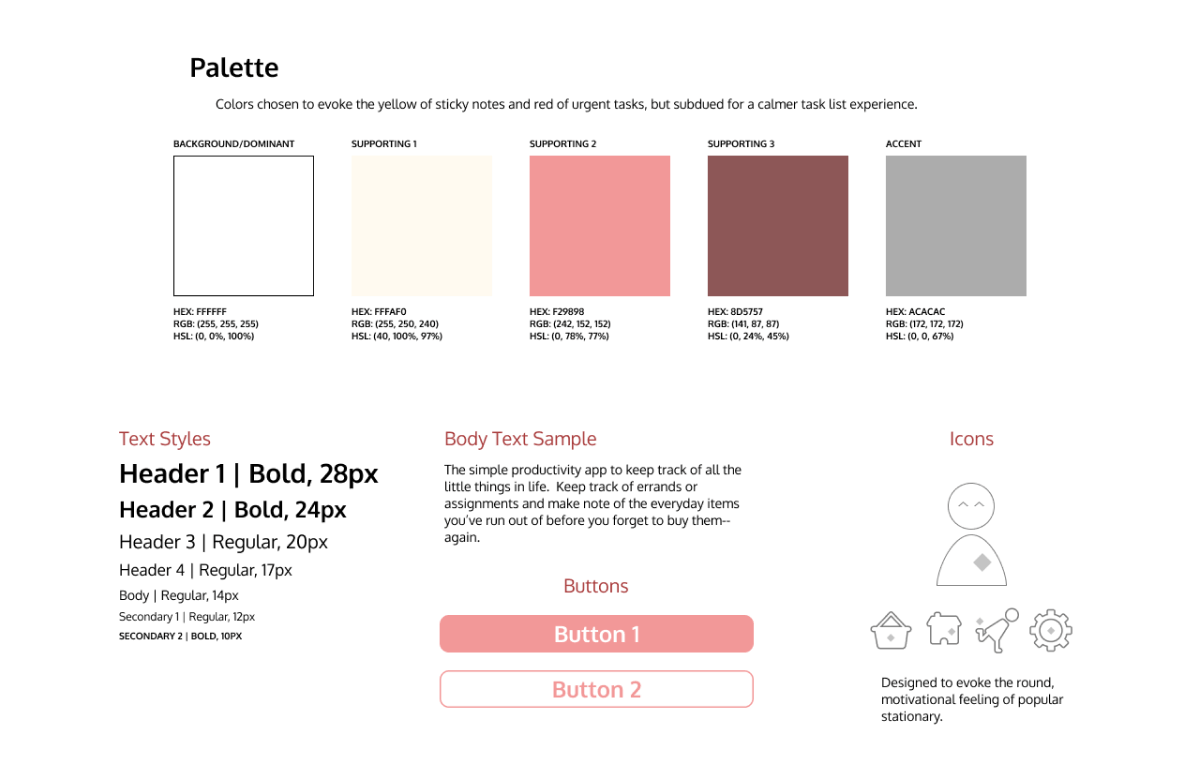 Palette
Colors chosen to evoke the yellow of sticky notes and red of urgent tasks, but subdued for a calmer task list experience.
BACKGROUND/DOMINANT
HEX: FFFFFF
RGB: (255, 255, 255)
HSL: (0, 0%, 100%)
SUPPORTING 1
HEX: FFFAF0
RGB: (255, 250, 240)
HSL: (40, 100%, 97%)
SUPPORTING 2
HEX: F29898
RGB: (242, 152, 152)
HSL: (0, 78%, 77%)
SUPPORTING 3
HEX: 8D5757
RGB: (141, 87, 87)
HSL: (0, 24%, 45%)
ACCENT
HEX: ACACAC
RGB: (172, 172, 172)
HSL: (0, 0, 67%)
Text Styles
Header 1 | Bold, 28px
Header 2 | Bold, 24px
Header 3 | Regular, 20px
Header 4 | Regular, 17px
Body | Regular, 14px
Secondary 1 | Regular, 12px
SECONDARY 2 | BOLD, 10PX
Body Text Sample
The simple productivity app to keep track of all the
little things in life.  Keep track of errands or
assignments and make note of the everyday items
you've run out of before you forget to buy them--
again.
Buttons
Button 1
Button 2
Icons
Designed to evoke the round,
motivational feeling of popular
stationary.